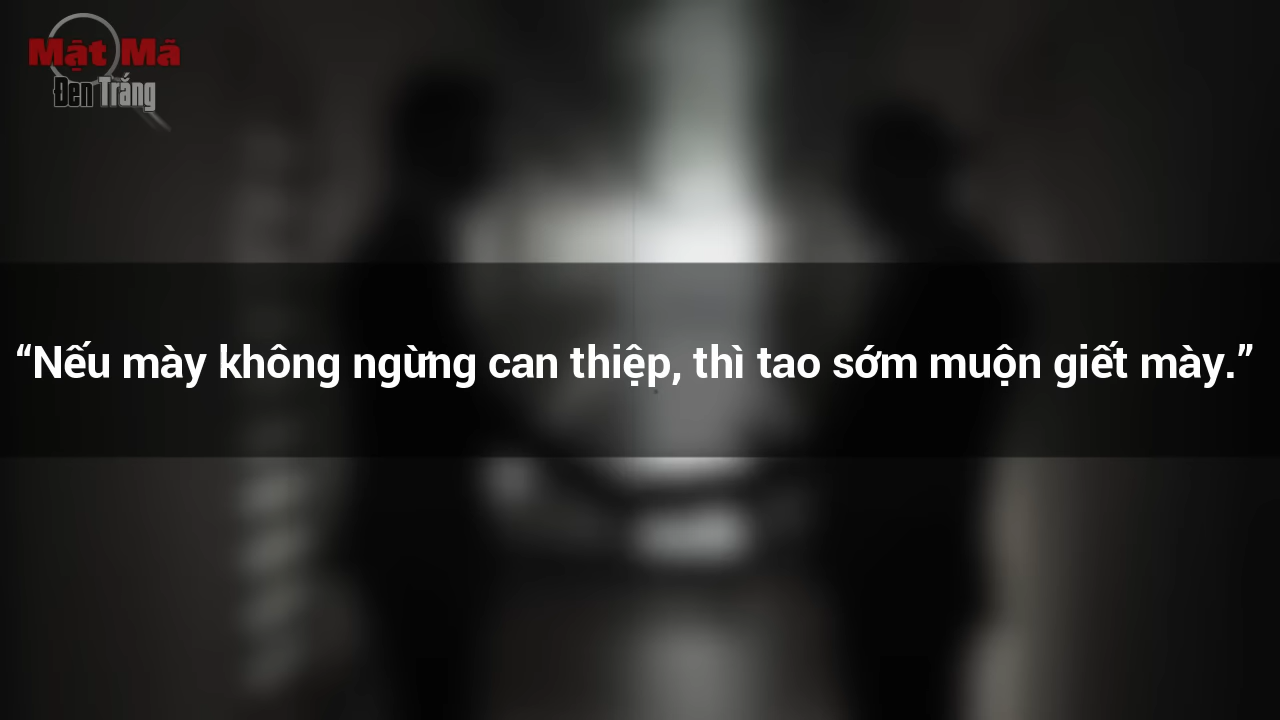 Mật Mã
Đen Trắng
“Nếu mày không ngừng can thiệp, thì tao sớm muộn giết mày.”